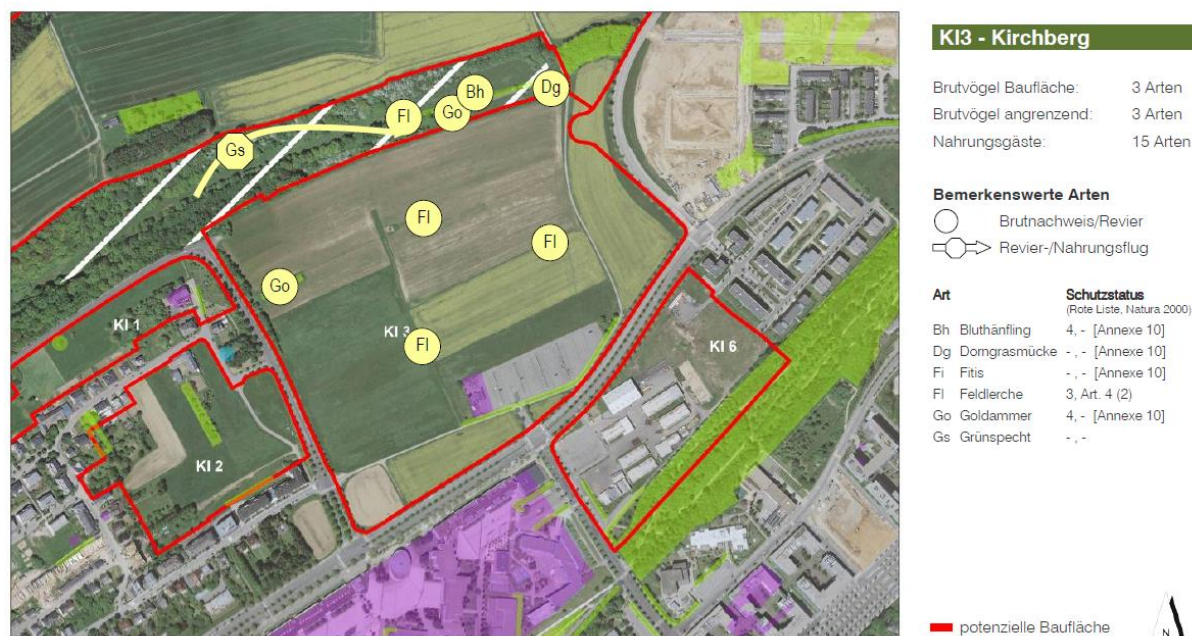 KI3 - Kirchberg
Brutvögel Baufläche: 3 Arten
Brutvögel angrenzend: 3 Arten
Nahrungsgäste: 15 Arten
Bemerkenswerte Arten
Brutnachweis/Revier
Revier-/Nahrungsflug
Art Schutzstatus
(Rote Liste, Natura 2000)
Bh Bluthänfling 4, - [Annexe 10]
Dg Dorngrasmücke - , - [Annexe 10]
Fi Fitis - , - [Annexe 10]
Fl Feldlerche 3, Art. 4 (2)
Go Goldammer 4, - [Annexe 10]
Gs Grünspecht - , -
potenzielle Baufläche
N
Gs
Fl
Go
Bh
Dg
Fl
Fl
Go
Fl
KI 1
KI 2
KI 3
KI 6